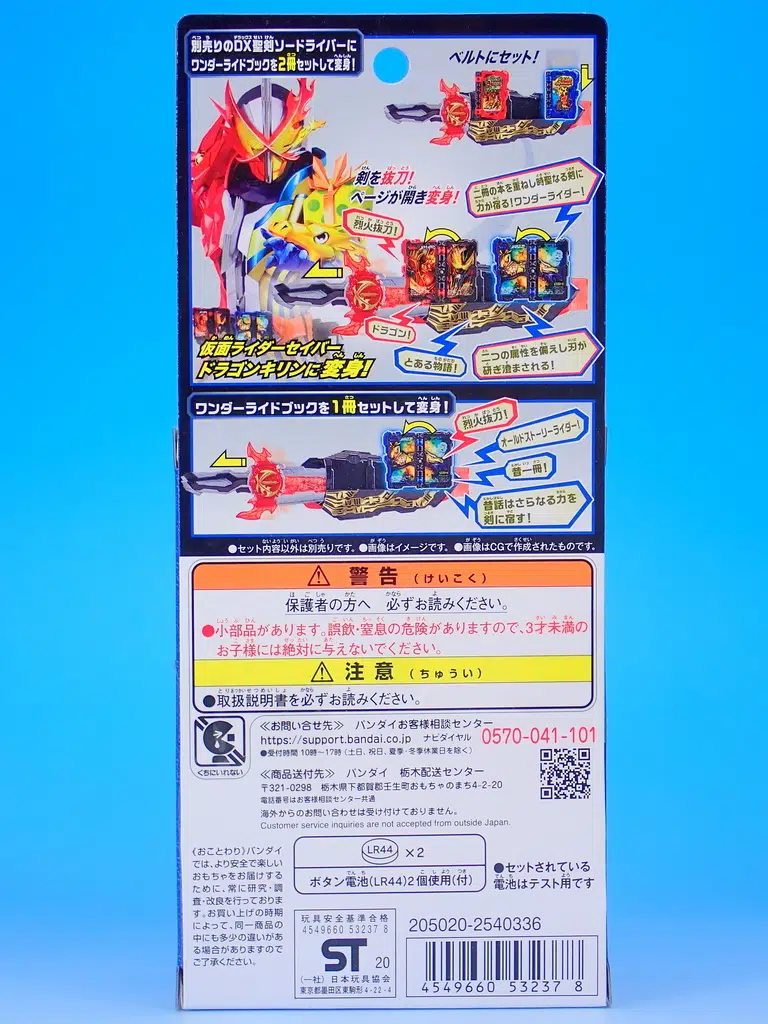 別売りのDX聖剣ソードライバーに
ワンダーライドブックを2冊セットして変身!
ベルトにセット!
剣を抜刀!
ページが開き変身!
二冊の本を重ねし時聖なる剣に
力が宿る!ワンダーライダー!
烈火抜刀!
ドラゴン!
とある物語!
二つの属性を備えし刃が
研ぎ澄まされる!
仮面ライダーセイバー
ドラゴンキリンに変身!
ワンダーライドブックを1冊セットして変身!
烈火抜刀!
オールドストーリーライダー!
昔一冊!
昔話はさらなる力を
剣に宿す!
●セット内容以外は別売りです。●画像はイメージです。●画像はCGで作成されたものです。
警告(けいこく)
保護者の方へ 必ずお読みください。
●小部品があります。誤飲・窒息の危険がありますので、3才未満の
お子様には絶対に与えないでください。
注意(ちゅうい)
●取扱説明書を必ずお読みください。
くちにいれない
≪お問い合せ先≫ バンダイお客様相談センター
https://support.bandai.co.jp ナビダイヤル 0570-041-101
●受付時間 10時〜17時(土日、祝日、夏季・冬季休業日を除く)
≪商品送付先≫ バンダイ 栃木配送センター
〒321-0298 栃木県下都賀郡壬生町おもちゃのまち4-2-20
電話番号はお客様相談センター共通
海外からのお問い合わせは受け付けておりません。
Customer service inquiries are not accepted from outside Japan.
《おことわり》バンダイ
では、より安全で楽しい
おもちゃをお届けする
ために、常に研究・調
査・改良を行っておりま
す。お買い上げの時期
によって、同一商品の
中にも多少の違いがあ
る場合がありますので
ご了承ください。
LR44 ×2
ボタン電池(LR44)2個使用(付)
●セットされている
電池はテスト用です
玩具安全基準合格
4549660 53237 8
ST 20
(一社)日本玩具協会
東京都墨田区東駒形4-22-4
205020-2540336
4 549660 532378